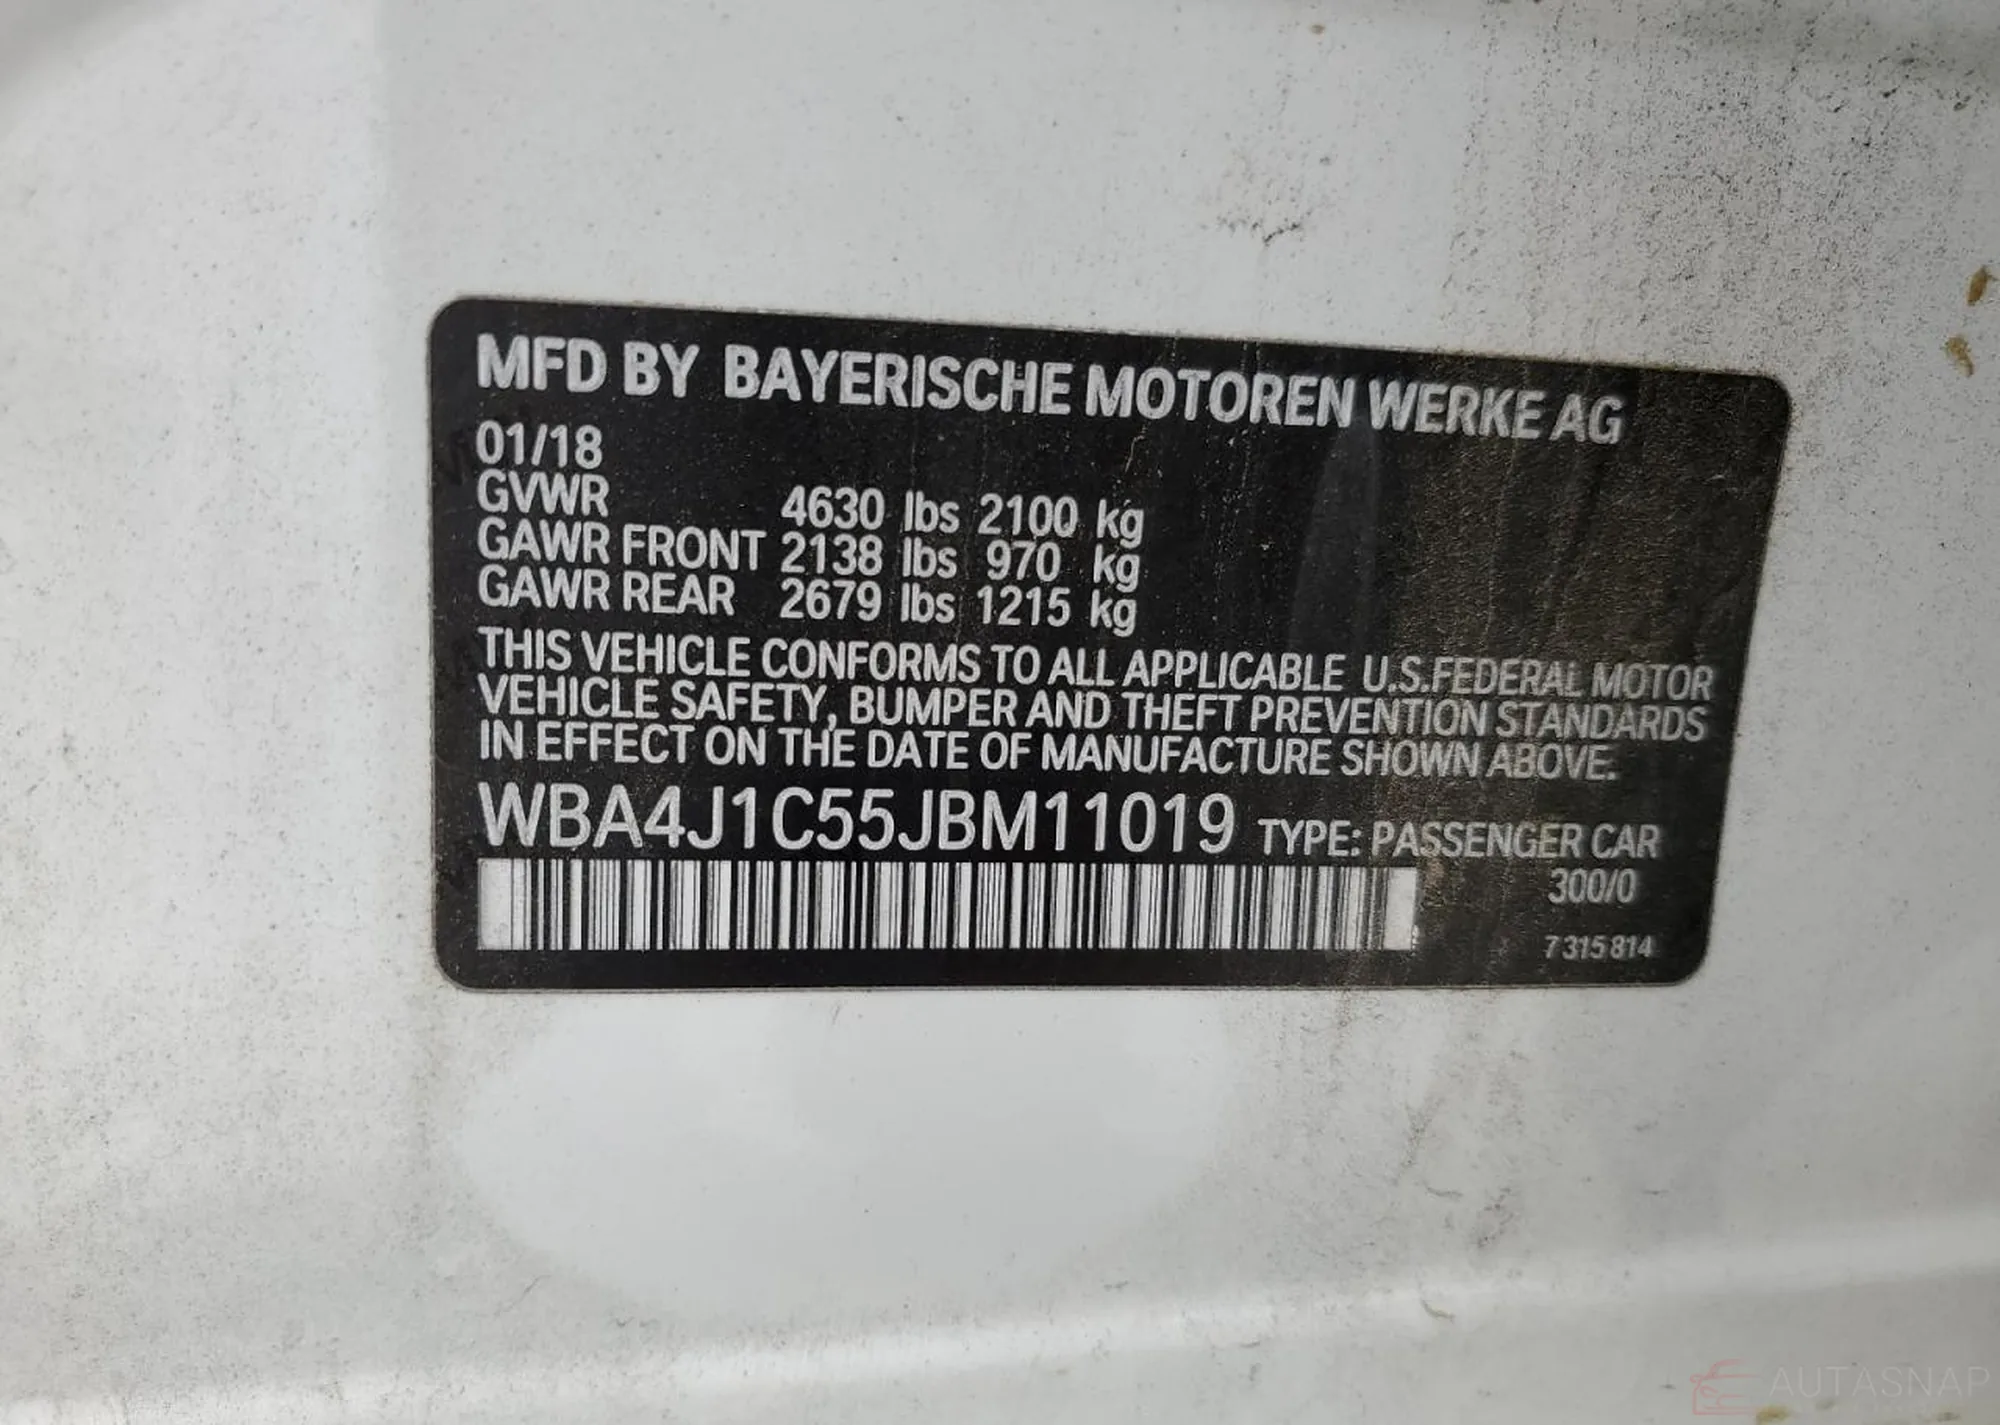 MFD BY BAYERISCHE MOTOREN WERKE AG
01/18
GVWR 4630 lbs 2100 kg
GAWR FRONT 2138 lbs 970 kg
GAWR REAR 2679 lbs 1215 kg
THIS VEHICLE CONFORMS TO ALL APPLICABLE U.S.FEDERAL MOTOR
VEHICLE SAFETY, BUMPER AND THEFT PREVENTION STANDARDS
IN EFFECT ON THE DATE OF MANUFACTURE SHOWN ABOVE.
WBA4J1C55JBM11019 TYPE: PASSENGER CAR
300/0
7 315 814
AUTASNAP